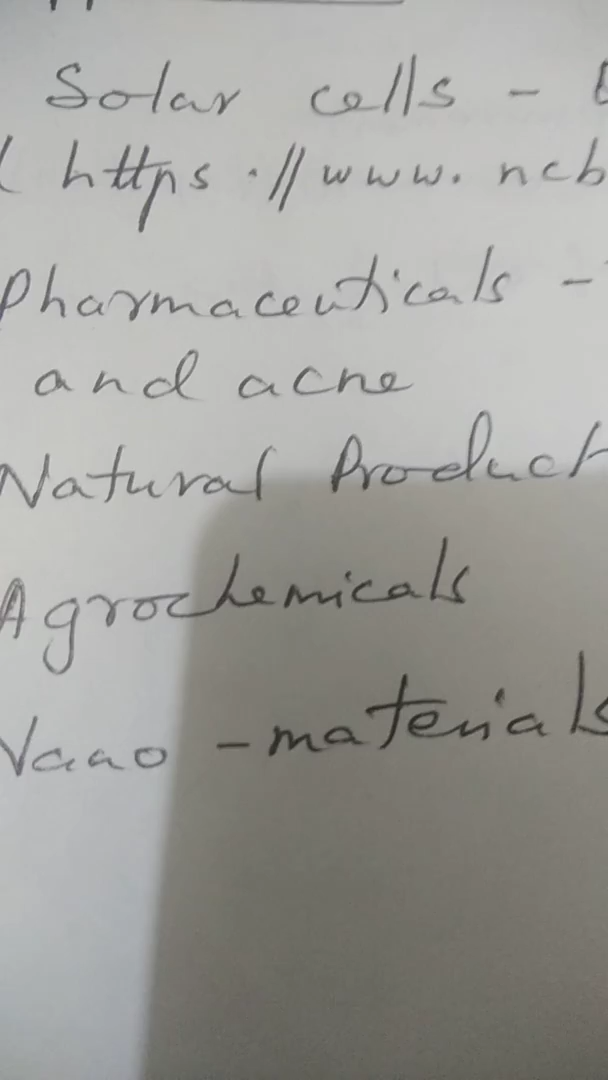 Solar cells -
( https://www.ncb
Pharmaceuticals -
and acne
Natural Product
Agrochemicals
Nano - materials